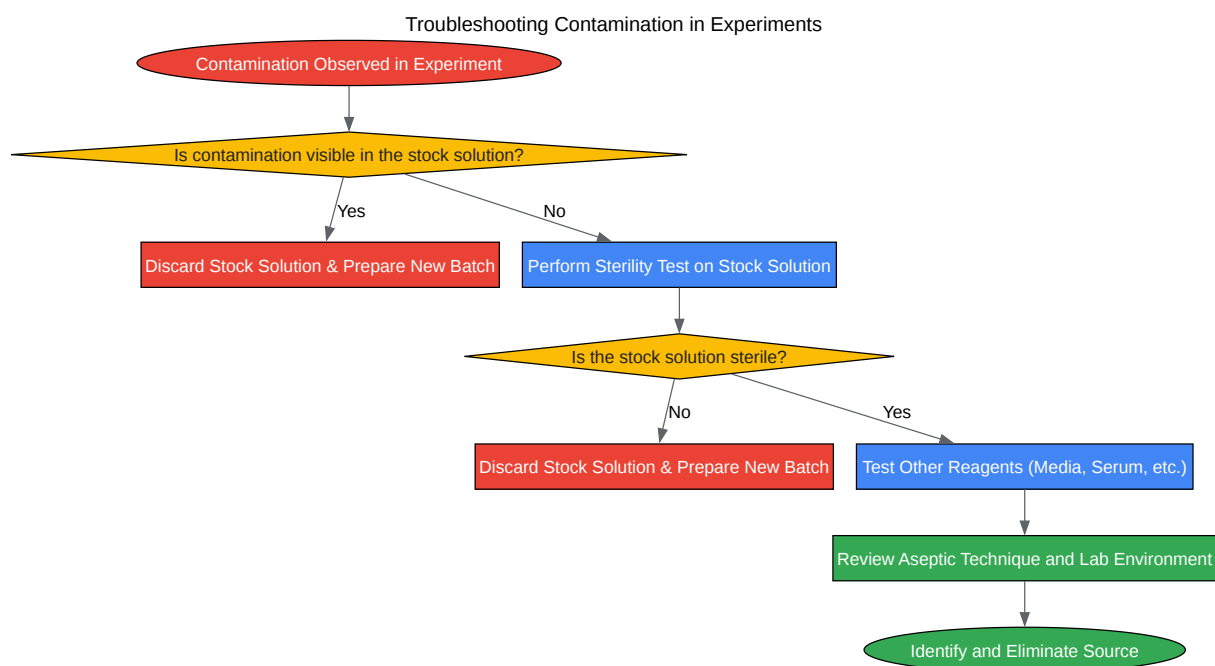 Troubleshooting Contamination in Experiments
Contamination Observed in Experiment
Is contamination visible in the stock solution?
Yes
No
Discard Stock Solution & Prepare New Batch
Perform Sterility Test on Stock Solution
Is the stock solution sterile?
No
Yes
Discard Stock Solution & Prepare New Batch
Test Other Reagents (Media, Serum, etc.)
Review Aseptic Technique and Lab Environment
Identify and Eliminate Source